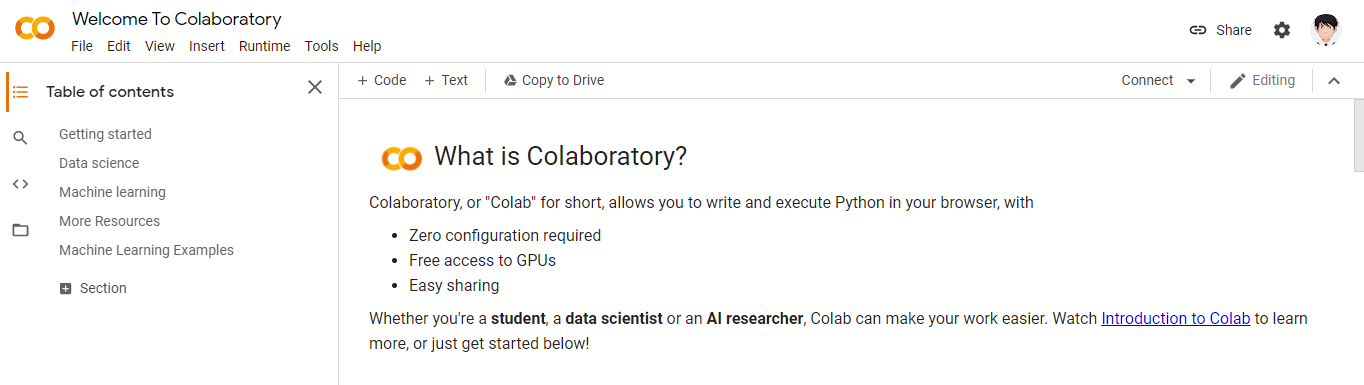 Welcome To Colaboratory
File Edit View Insert Runtime Tools Help
Share
Table of contents
Getting started
Data science
Machine learning
More Resources
Machine Learning Examples
Section
+ Code + Text Copy to Drive
Connect Editing
What is Colaboratory?
Colaboratory, or "Colab" for short, allows you to write and execute Python in your browser, with
• Zero configuration required
• Free access to GPUs
• Easy sharing
Whether you're a student, a data scientist or an AI researcher, Colab can make your work easier. Watch Introduction to Colab to learn
more, or just get started below!